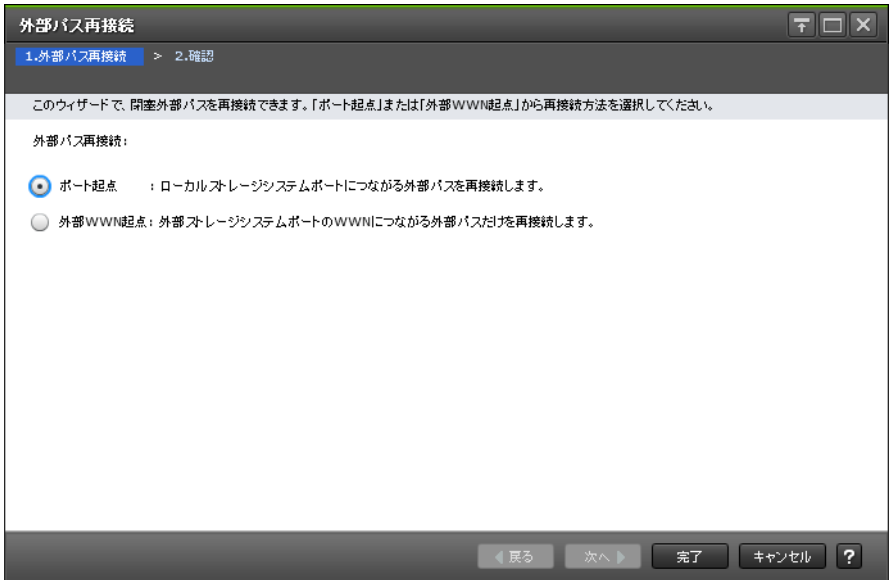 外部パス再接続
1.外部パス再接続 > 2.確認
このウィザードで、閉塞外部パスを再接続できます。「ポート起点」または「外部WWN起点」から再接続方法を選択してください。
外部パス再接続:
ポート起点 : ローカルストレージシステムポートにつながる外部パスを再接続します。
外部WWN起点: 外部ストレージシステムポートのWWNにつながる外部パスだけを再接続します。
戻る 次へ 完了 キャンセル ?